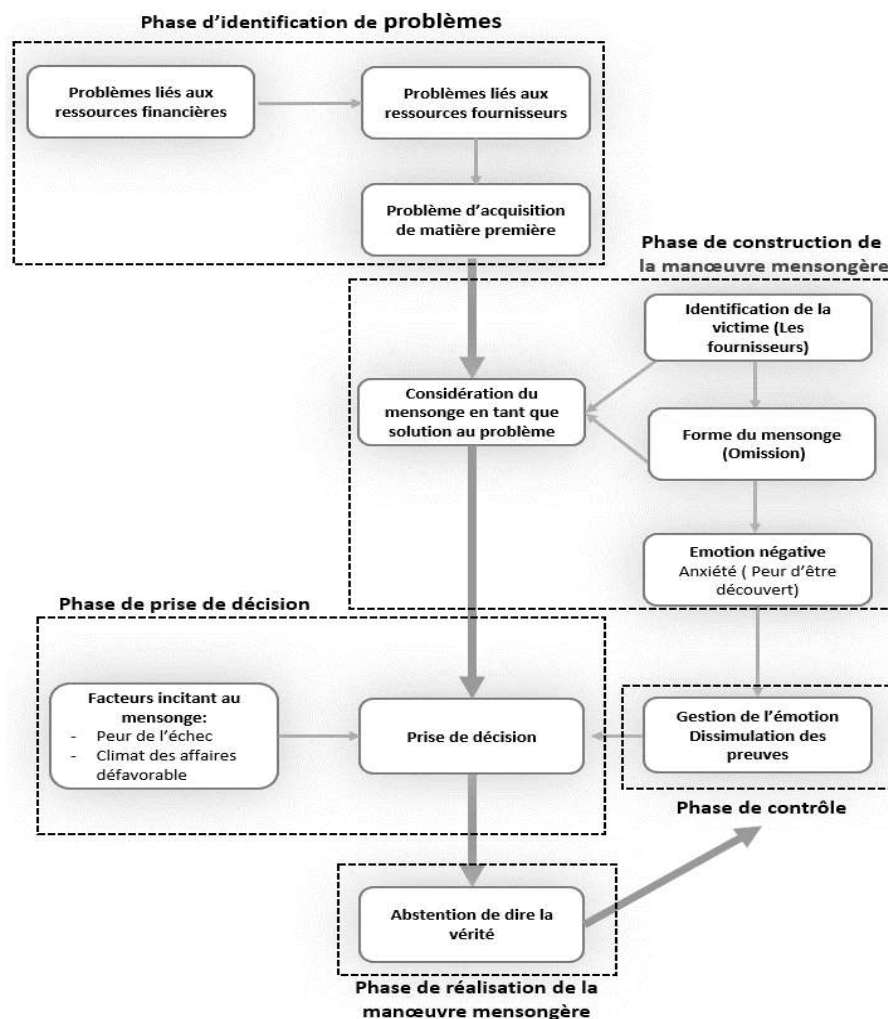 Phase d’identification de problèmes
Problèmes liés aux
ressources financières
Problèmes liés aux
ressources fournisseurs
Problème d’acquisition
de matière première
Phase de construction de
la manœuvre mensongère
Identification de la
victime (Les
fournisseurs)
Considération du
mensonge en tant que
solution au problème
Forme du mensonge
(Omission)
Emotion négative
Anxiété ( Peur d’être
découvert)
Phase de prise de décision
Facteurs incitant au
mensonge:
- Peur de l’échec
- Climat des affaires
défavorable
Prise de décision
Gestion de l’émotion
Dissimulation des
preuves
Phase de contrôle
Abstention de dire la
vérité
Phase de réalisation de la
manœuvre mensongère